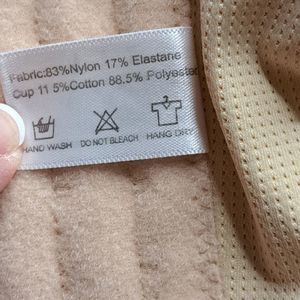 Fabric:83%Nylon 17% Elastane
Cup 11 5%Cotton 88.5% Polyester
HAND WASH DO NOT BLEACH HANG DRY